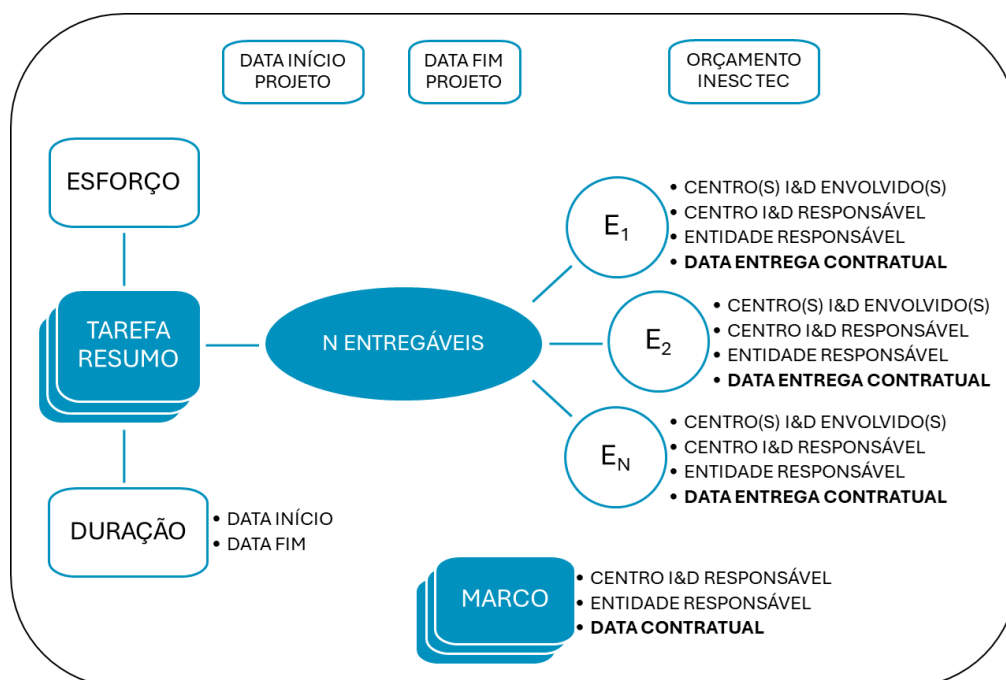 DATA INÍCIO
PROJETO
DATA FIM
PROJETO
ORÇAMENTO
INESC TEC
ESFORÇO
TAREFA
RESUMO
DURAÇÃO
• DATA INÍCIO
• DATA FIM
N ENTREGÁVEIS
E₁
• CENTRO(S) I&D ENVOLVIDO(S)
• CENTRO I&D RESPONSÁVEL
• ENTIDADE RESPONSÁVEL
• DATA ENTREGA CONTRATUAL
E₂
• CENTRO(S) I&D ENVOLVIDO(S)
• CENTRO I&D RESPONSÁVEL
• ENTIDADE RESPONSÁVEL
• DATA ENTREGA CONTRATUAL
E_N
• CENTRO(S) I&D ENVOLVIDO(S)
• CENTRO I&D RESPONSÁVEL
• ENTIDADE RESPONSÁVEL
• DATA ENTREGA CONTRATUAL
MARCO
• CENTRO I&D RESPONSÁVEL
• ENTIDADE RESPONSÁVEL
• DATA CONTRATUAL